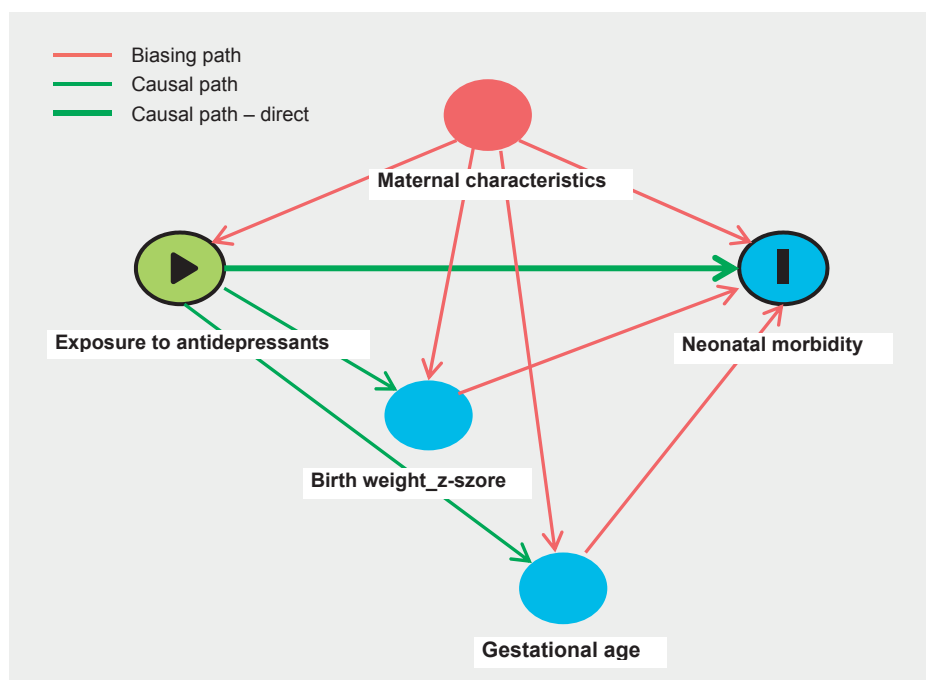 Biasing path
Causal path
Causal path – direct
Maternal characteristics
Exposure to antidepressants
Neonatal morbidity
Birth weight_z-szore
Gestational age